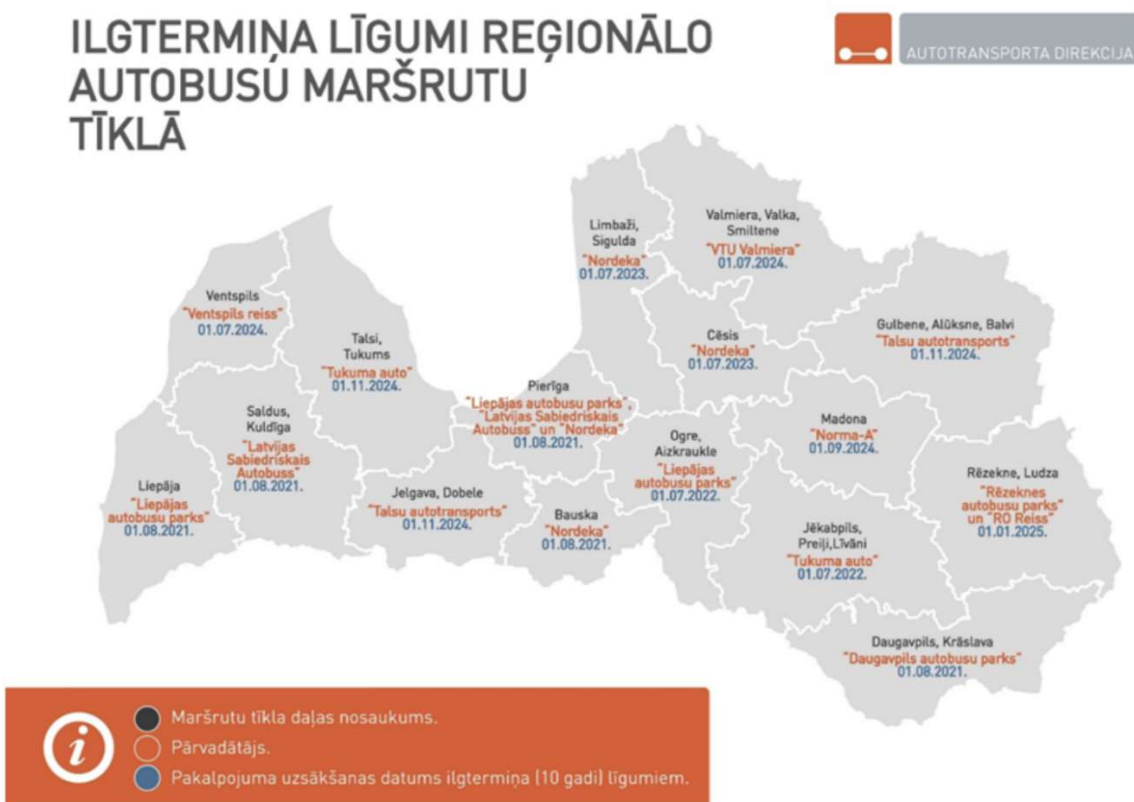 ILGTERMIŅA LĪGUMI REĢIONĀLO
AUTOBUSU MARŠRUTU
TĪKLĀ
AUTOTRANSPORTA DIREKCIJA
Limbaži,
Sigulda
"Nordeka"
01.07.2023.
Valmiera, Valka,
Smiltene
"VTU Valmiera"
01.07.2024.
Ventspils
"Ventspils reiss"
01.07.2024.
Talsi,
Tukums
"Tukuma auto"
01.11.2024.
Cēsis
"Nordeka"
01.07.2023.
Gulbene, Alūksne, Balvi
"Talsu autotransports"
01.11.2024.
Pierīga
"Liepājas autobusu parks",
"Latvijas Sabiedriskais
Autobuss" un "Nordeka"
01.08.2021.
Saldus,
Kuldīga
"Latvijas
Sabiedriskais
Autobuss"
01.08.2021.
Ogre,
Aizkraukle
"Liepājas
autobusu parks"
01.07.2022.
Madona
"Norma-A"
01.09.2024.
Liepāja
"Liepājas
autobusu parks"
01.08.2021.
Jelgava, Dobele
"Talsu autotransports"
01.11.2024.
Bauska
"Nordeka"
01.08.2021.
Rēzekne, Ludza
"Rēzeknes
autobusu parks"
un "RO Reiss"
01.01.2025.
Jēkabpils,
Preiļi,Līvāni
"Tukuma auto"
01.07.2022.
Daugavpils, Krāslava
"Daugavpils autobusu parks"
01.08.2021.
i
Maršrutu tīkla daļas nosaukums.
Pārvadātājs.
Pakalpojuma uzsākšanas datums ilgtermiņa (10 gadi) līgumiem.